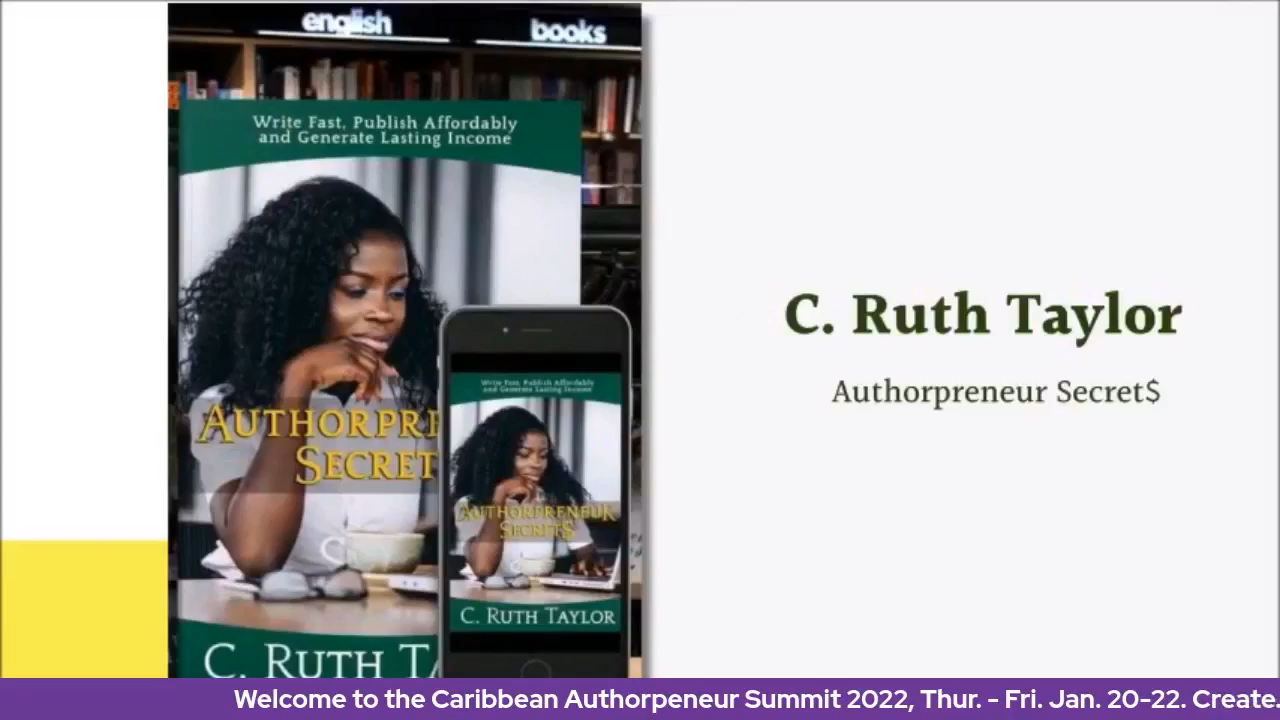 english
books
Write Fast, Publish Affordably
and Generate Lasting Income
AUTHORPRE
SECRET
C. RUTH TA
Write Fast, Publish Affordably
and Generate Lasting Income
AUTHORPRENEUR
SECRET$
C. RUTH TAYLOR
C. Ruth Taylor
Authorpreneur Secret$
Welcome to the Caribbean Authorpeneur Summit 2022, Thur. - Fri. Jan. 20-22. Create.